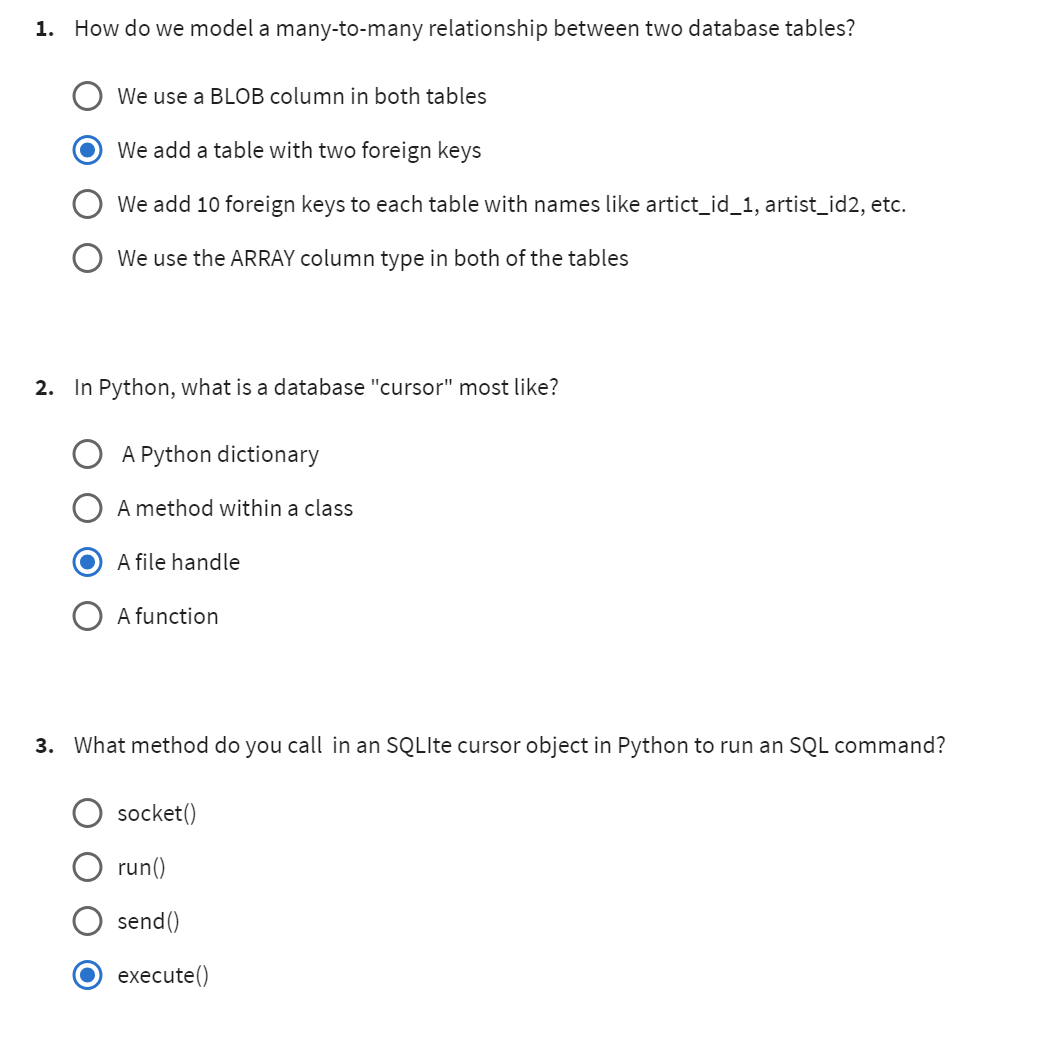 1. How do we model a many-to-many relationship between two database tables?
We use a BLOB column in both tables
We add a table with two foreign keys
We add 10 foreign keys to each table with names like artict_id_1, artist_id2, etc.
We use the ARRAY column type in both of the tables
2. In Python, what is a database "cursor" most like?
A Python dictionary
A method within a class
A file handle
A function
3. What method do you call in an SQLIte cursor object in Python to run an SQL command?
socket()
run()
send()
execute()